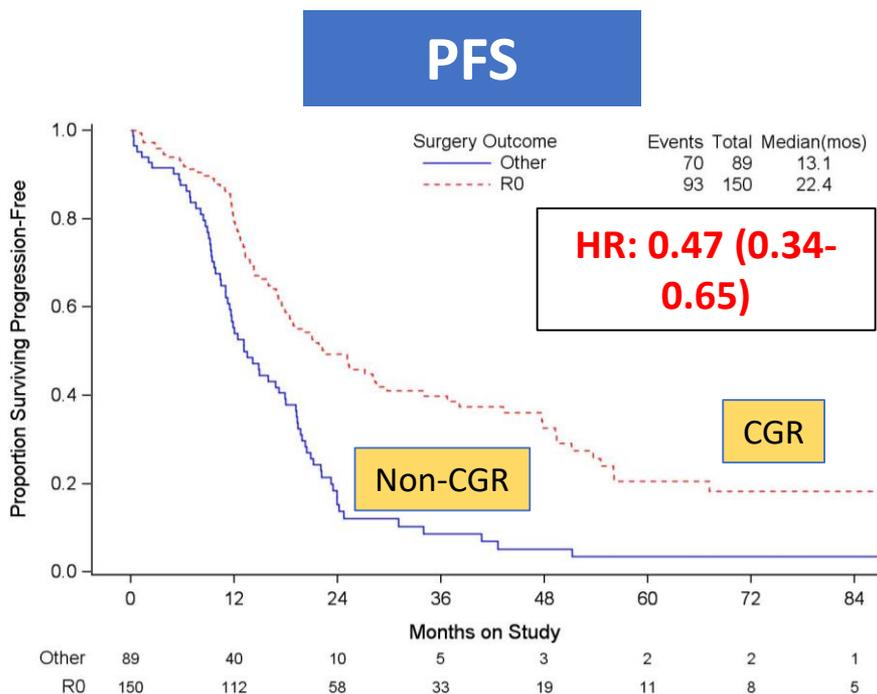 PFS
Surgery Outcome Events Total Median(mos)
Other 70 89 13.1
R0 93 150 22.4
HR: 0.47 (0.34-
0.65)
CGR
Non-CGR
Proportion Surviving Progression-Free
1.0
0.8
0.6
0.4
0.2
0.0
0 12 24 36 48 60 72 84
Months on Study
Other 89 40 10 5 3 2 2 1
R0 150 112 58 33 19 11 8 5